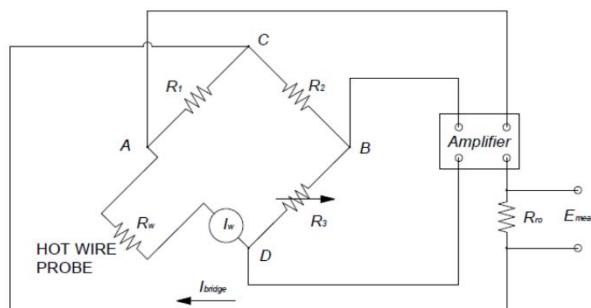 C
R1
R2
A
B
Amplifier
Rw
Iw
R3
Rro
Emea
HOT WIRE
PROBE
D
Ibridge